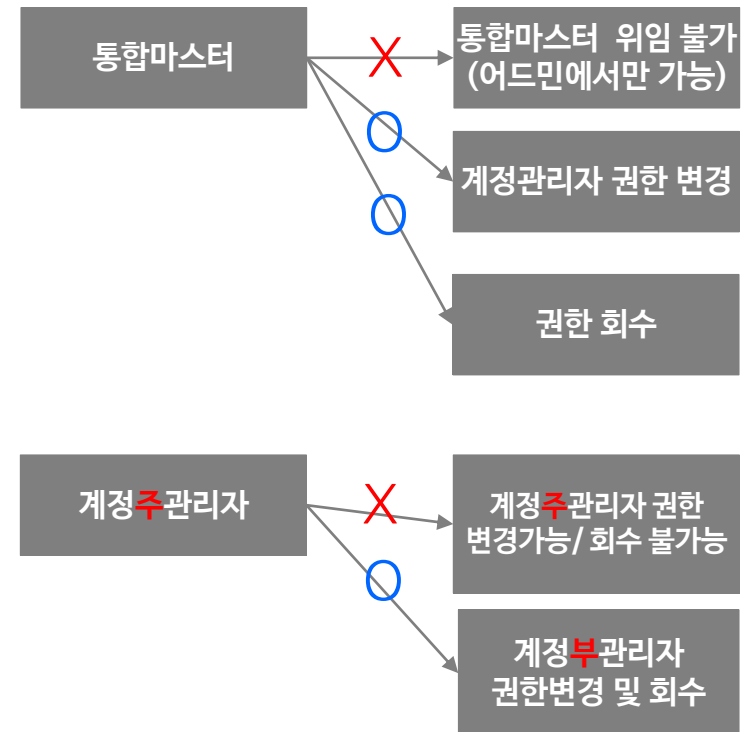 통합마스터
X
통합마스터 위임 불가
(어드민에서만 가능)
O
계정관리자 권한 변경
O
권한 회수
계정주관리자
X
계정주관리자 권한
변경가능/ 회수 불가능
O
계정부관리자
권한변경 및 회수